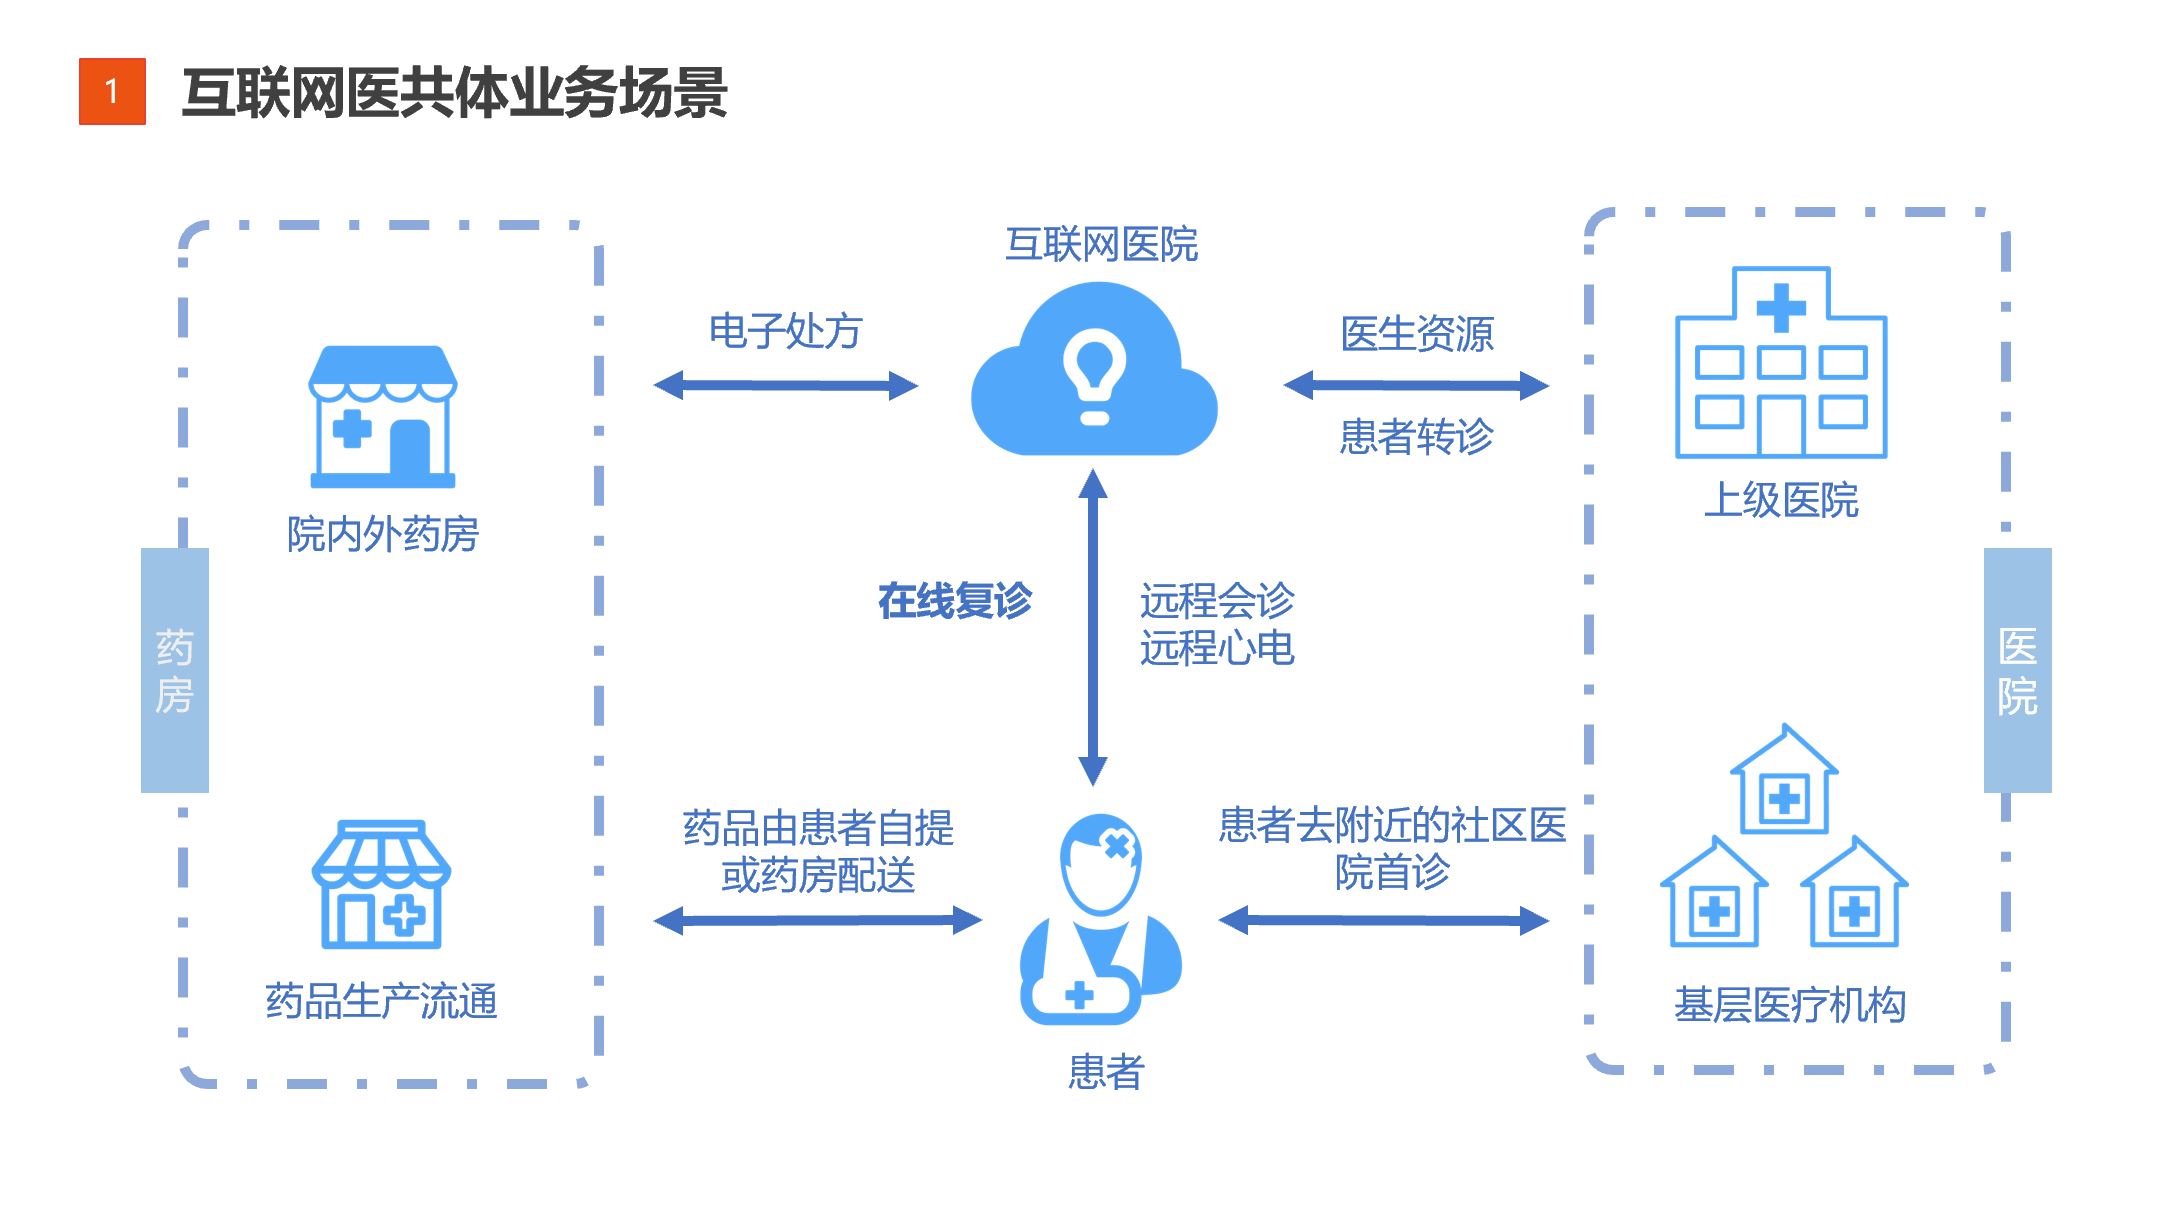 1
互联网医共体业务场景
互联网医院
电子处方
医生资源
患者转诊
院内外药房
上级医院
在线复诊
远程会诊
远程心电
药
房
医
院
药品由患者自提
或药房配送
患者去附近的社区医
院首诊
药品生产流通
基层医疗机构
患者